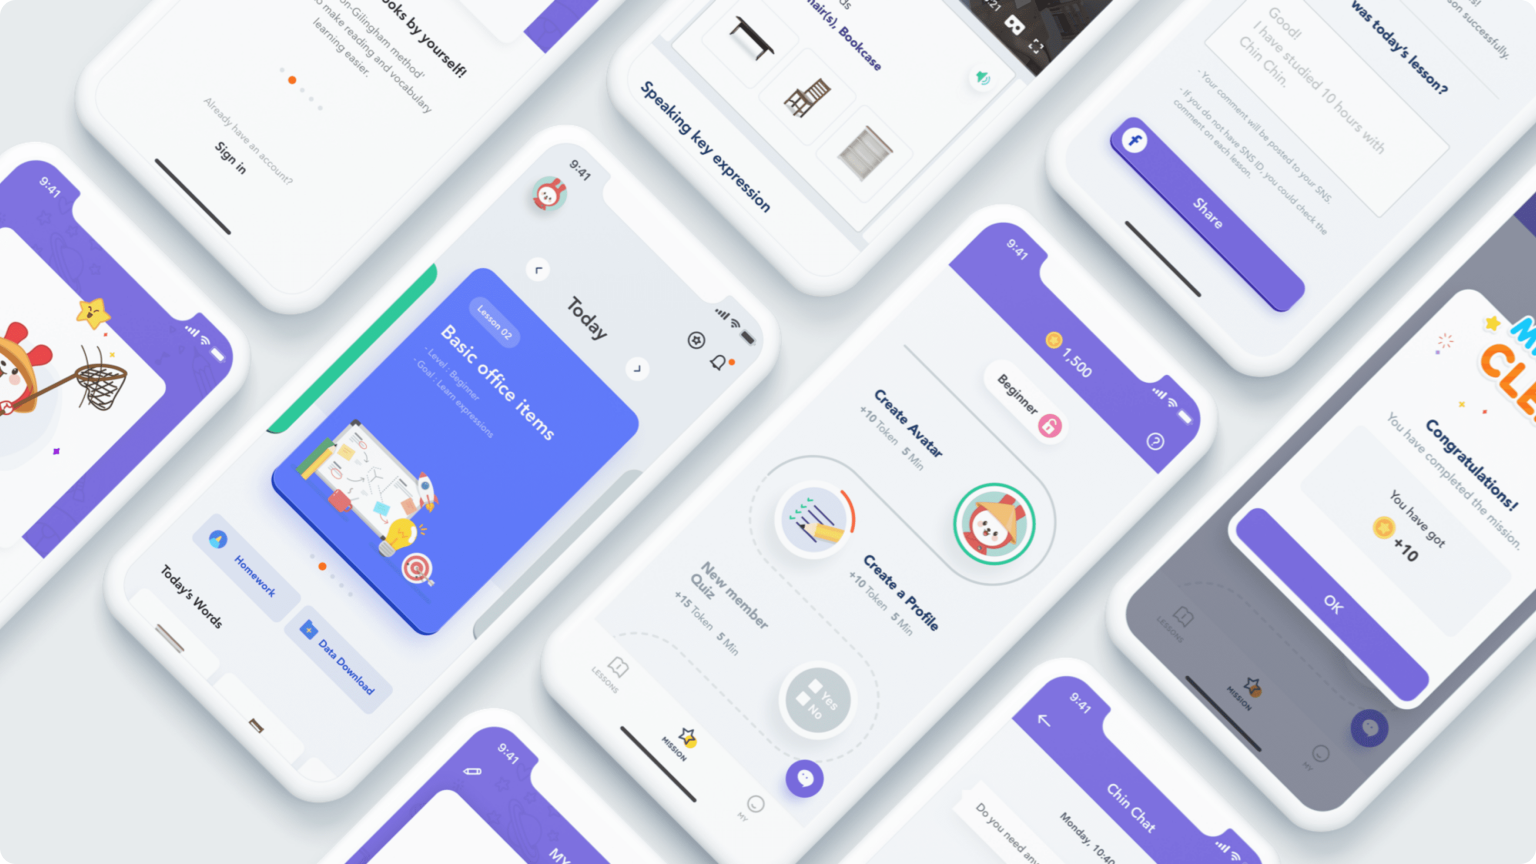 ooks by yourself!
on-Gilingham method'
to make reading and vocabulary
learning easier.
Already have an account?
Sign in
hair(s), Bookcase
Speaking key expression
was today's lesson?
son successfully.
Good!
I have studied 10 hours with
Chin Chin.
- Your comment will be posted to your SNS.
- If you do not have SNS ID, you could check the
comment on each lesson.
Share
9:41
9:41
Today
Lesson 02
Basic office items
- Level : Beginner
- Goal : Learn expressions
Homework
Data Download
Today's Words
9:41
1,500
Beginner
Create Avatar
+10 Token 5 Min
Create a Profile
+10 Token 5 Min
New member
Quiz
+15 Token 5 Min
Yes
No
LESSONS
MISSION
MY
CLE
Congratulations!
You have completed the mission.
You have got
+10
OK
LESSONS
MISSION
MY
9:41
MY
9:41
Chin Chat
Monday, 10:40
Do you need any